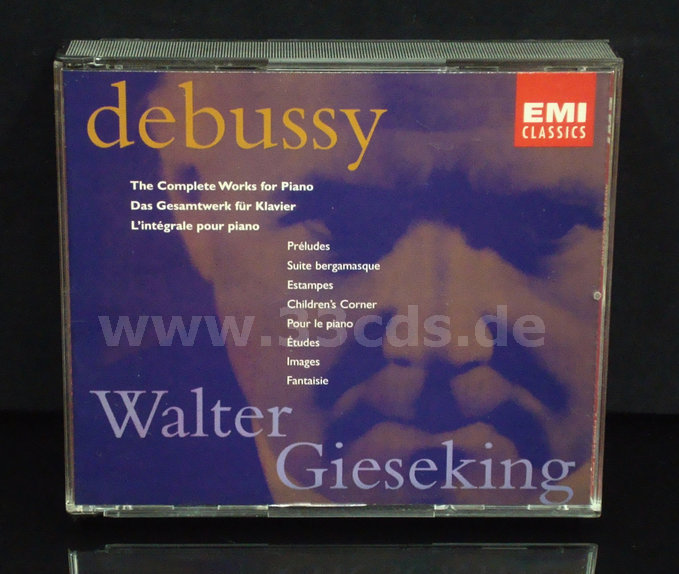 debussy
EMI
CLASSICS
The Complete Works for Piano
Das Gesamtwerk für Klavier
L'intégrale pour piano
Préludes
Suite bergamasque
Estampes
Children's Corner
Pour le piano
Études
Images
Fantaisie
www.33cds.de
Walter
Gieseking